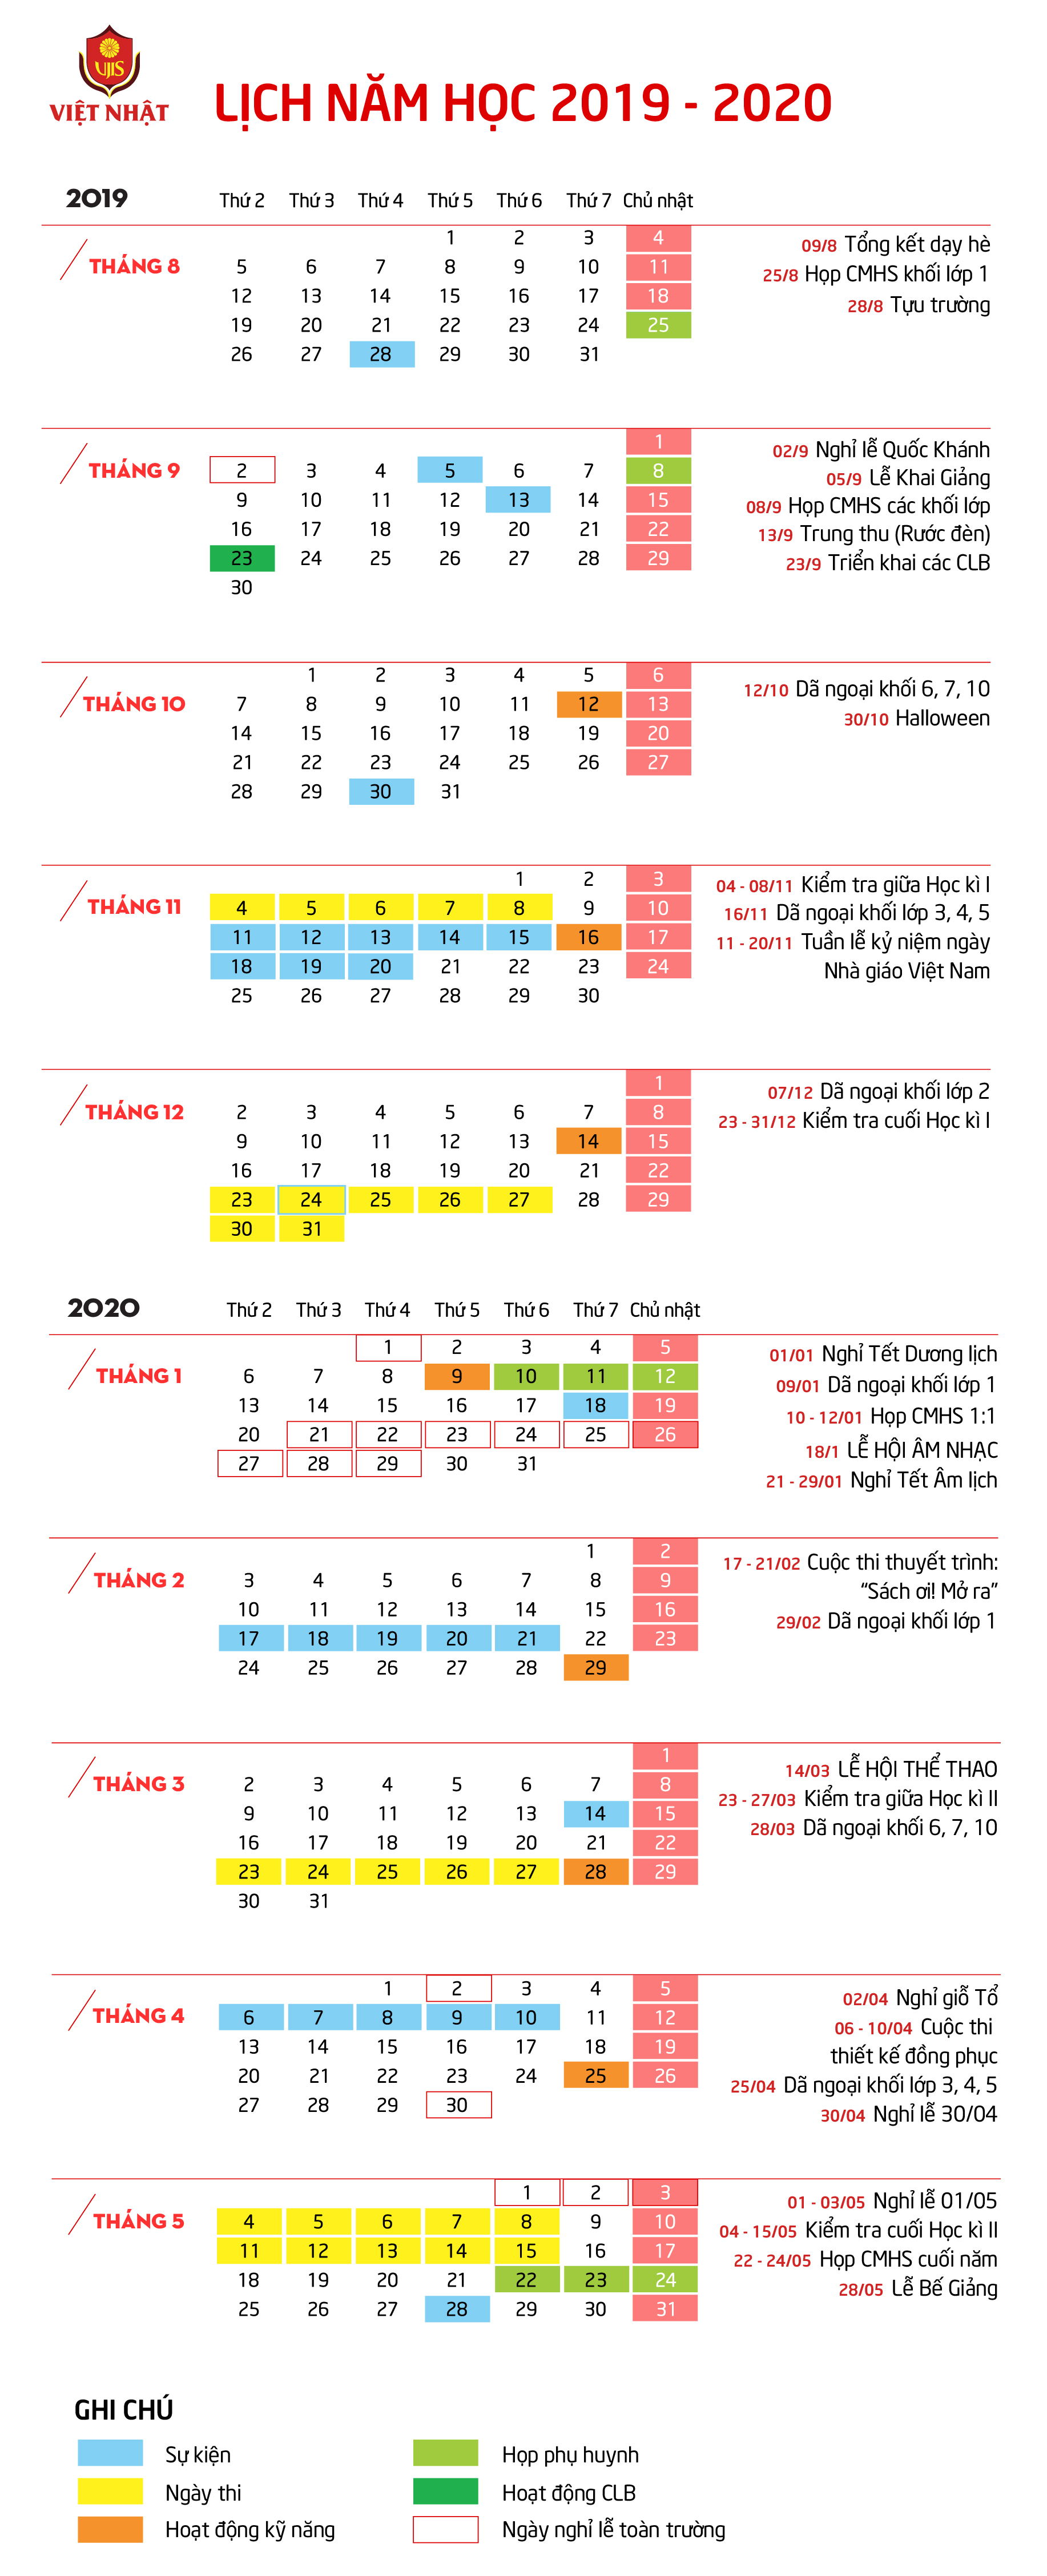 VJIS
VIỆT NHẬT
LỊCH NĂM HỌC 2019 - 2020
2019 Thứ 2 Thứ 3 Thứ 4 Thứ 5 Thứ 6 Thứ 7 Chủ nhật
THÁNG 8
1 2 3 4
5 6 7 8 9 10 11
12 13 14 15 16 17 18
19 20 21 22 23 24 25
26 27 28 29 30 31
09/8 Tổng kết dạy hè
25/8 Họp CMHS khối lớp 1
28/8 Tựu trường
THÁNG 9
1
2 3 4 5 6 7 8
9 10 11 12 13 14 15
16 17 18 19 20 21 22
23 24 25 26 27 28 29
30
02/9 Nghỉ lễ Quốc Khánh
05/9 Lễ Khai Giảng
08/9 Họp CMHS các khối lớp
13/9 Trung thu (Rước đèn)
23/9 Triển khai các CLB
THÁNG 10
1 2 3 4 5 6
7 8 9 10 11 12 13
14 15 16 17 18 19 20
21 22 23 24 25 26 27
28 29 30 31
12/10 Dã ngoại khối 6, 7, 10
30/10 Halloween
THÁNG 11
1 2 3
4 5 6 7 8 9 10
11 12 13 14 15 16 17
18 19 20 21 22 23 24
25 26 27 28 29 30
04 - 08/11 Kiểm tra giữa Học kì I
16/11 Dã ngoại khối lớp 3, 4, 5
11 - 20/11 Tuần lễ kỷ niệm ngày
Nhà giáo Việt Nam
THÁNG 12
1
2 3 4 5 6 7 8
9 10 11 12 13 14 15
16 17 18 19 20 21 22
23 24 25 26 27 28 29
30 31
07/12 Dã ngoại khối lớp 2
23 - 31/12 Kiểm tra cuối Học kì I
2020 Thứ 2 Thứ 3 Thứ 4 Thứ 5 Thứ 6 Thứ 7 Chủ nhật
THÁNG 1
1 2 3 4 5
6 7 8 9 10 11 12
13 14 15 16 17 18 19
20 21 22 23 24 25 26
27 28 29 30 31
01/01 Nghỉ Tết Dương lịch
09/01 Dã ngoại khối lớp 1
10 - 12/01 Họp CMHS 1:1
18/1 LỄ HỘI ÂM NHẠC
21 - 29/01 Nghỉ Tết Âm lịch
THÁNG 2
1 2
3 4 5 6 7 8 9
10 11 12 13 14 15 16
17 18 19 20 21 22 23
24 25 26 27 28 29
17 - 21/02 Cuộc thi thuyết trình:
“Sách ơi! Mở ra”
29/02 Dã ngoại khối lớp 1
THÁNG 3
1
2 3 4 5 6 7 8
9 10 11 12 13 14 15
16 17 18 19 20 21 22
23 24 25 26 27 28 29
30 31
14/03 LỄ HỘI THỂ THAO
23 - 27/03 Kiểm tra giữa Học kì II
28/03 Dã ngoại khối 6, 7, 10
THÁNG 4
1 2 3 4 5
6 7 8 9 10 11 12
13 14 15 16 17 18 19
20 21 22 23 24 25 26
27 28 29 30
02/04 Nghỉ giỗ Tổ
06 - 10/04 Cuộc thi
thiết kế đồng phục
25/04 Dã ngoại khối lớp 3, 4, 5
30/04 Nghỉ lễ 30/04
THÁNG 5
1 2 3
4 5 6 7 8 9 10
11 12 13 14 15 16 17
18 19 20 21 22 23 24
25 26 27 28 29 30 31
01 - 03/05 Nghỉ lễ 01/05
04 - 15/05 Kiểm tra cuối Học kì II
22 - 24/05 Họp CMHS cuối năm
28/05 Lễ Bế Giảng
GHI CHÚ
Sự kiện
Họp phụ huynh
Ngày thi
Hoạt động CLB
Hoạt động kỹ năng
Ngày nghỉ lễ toàn trường